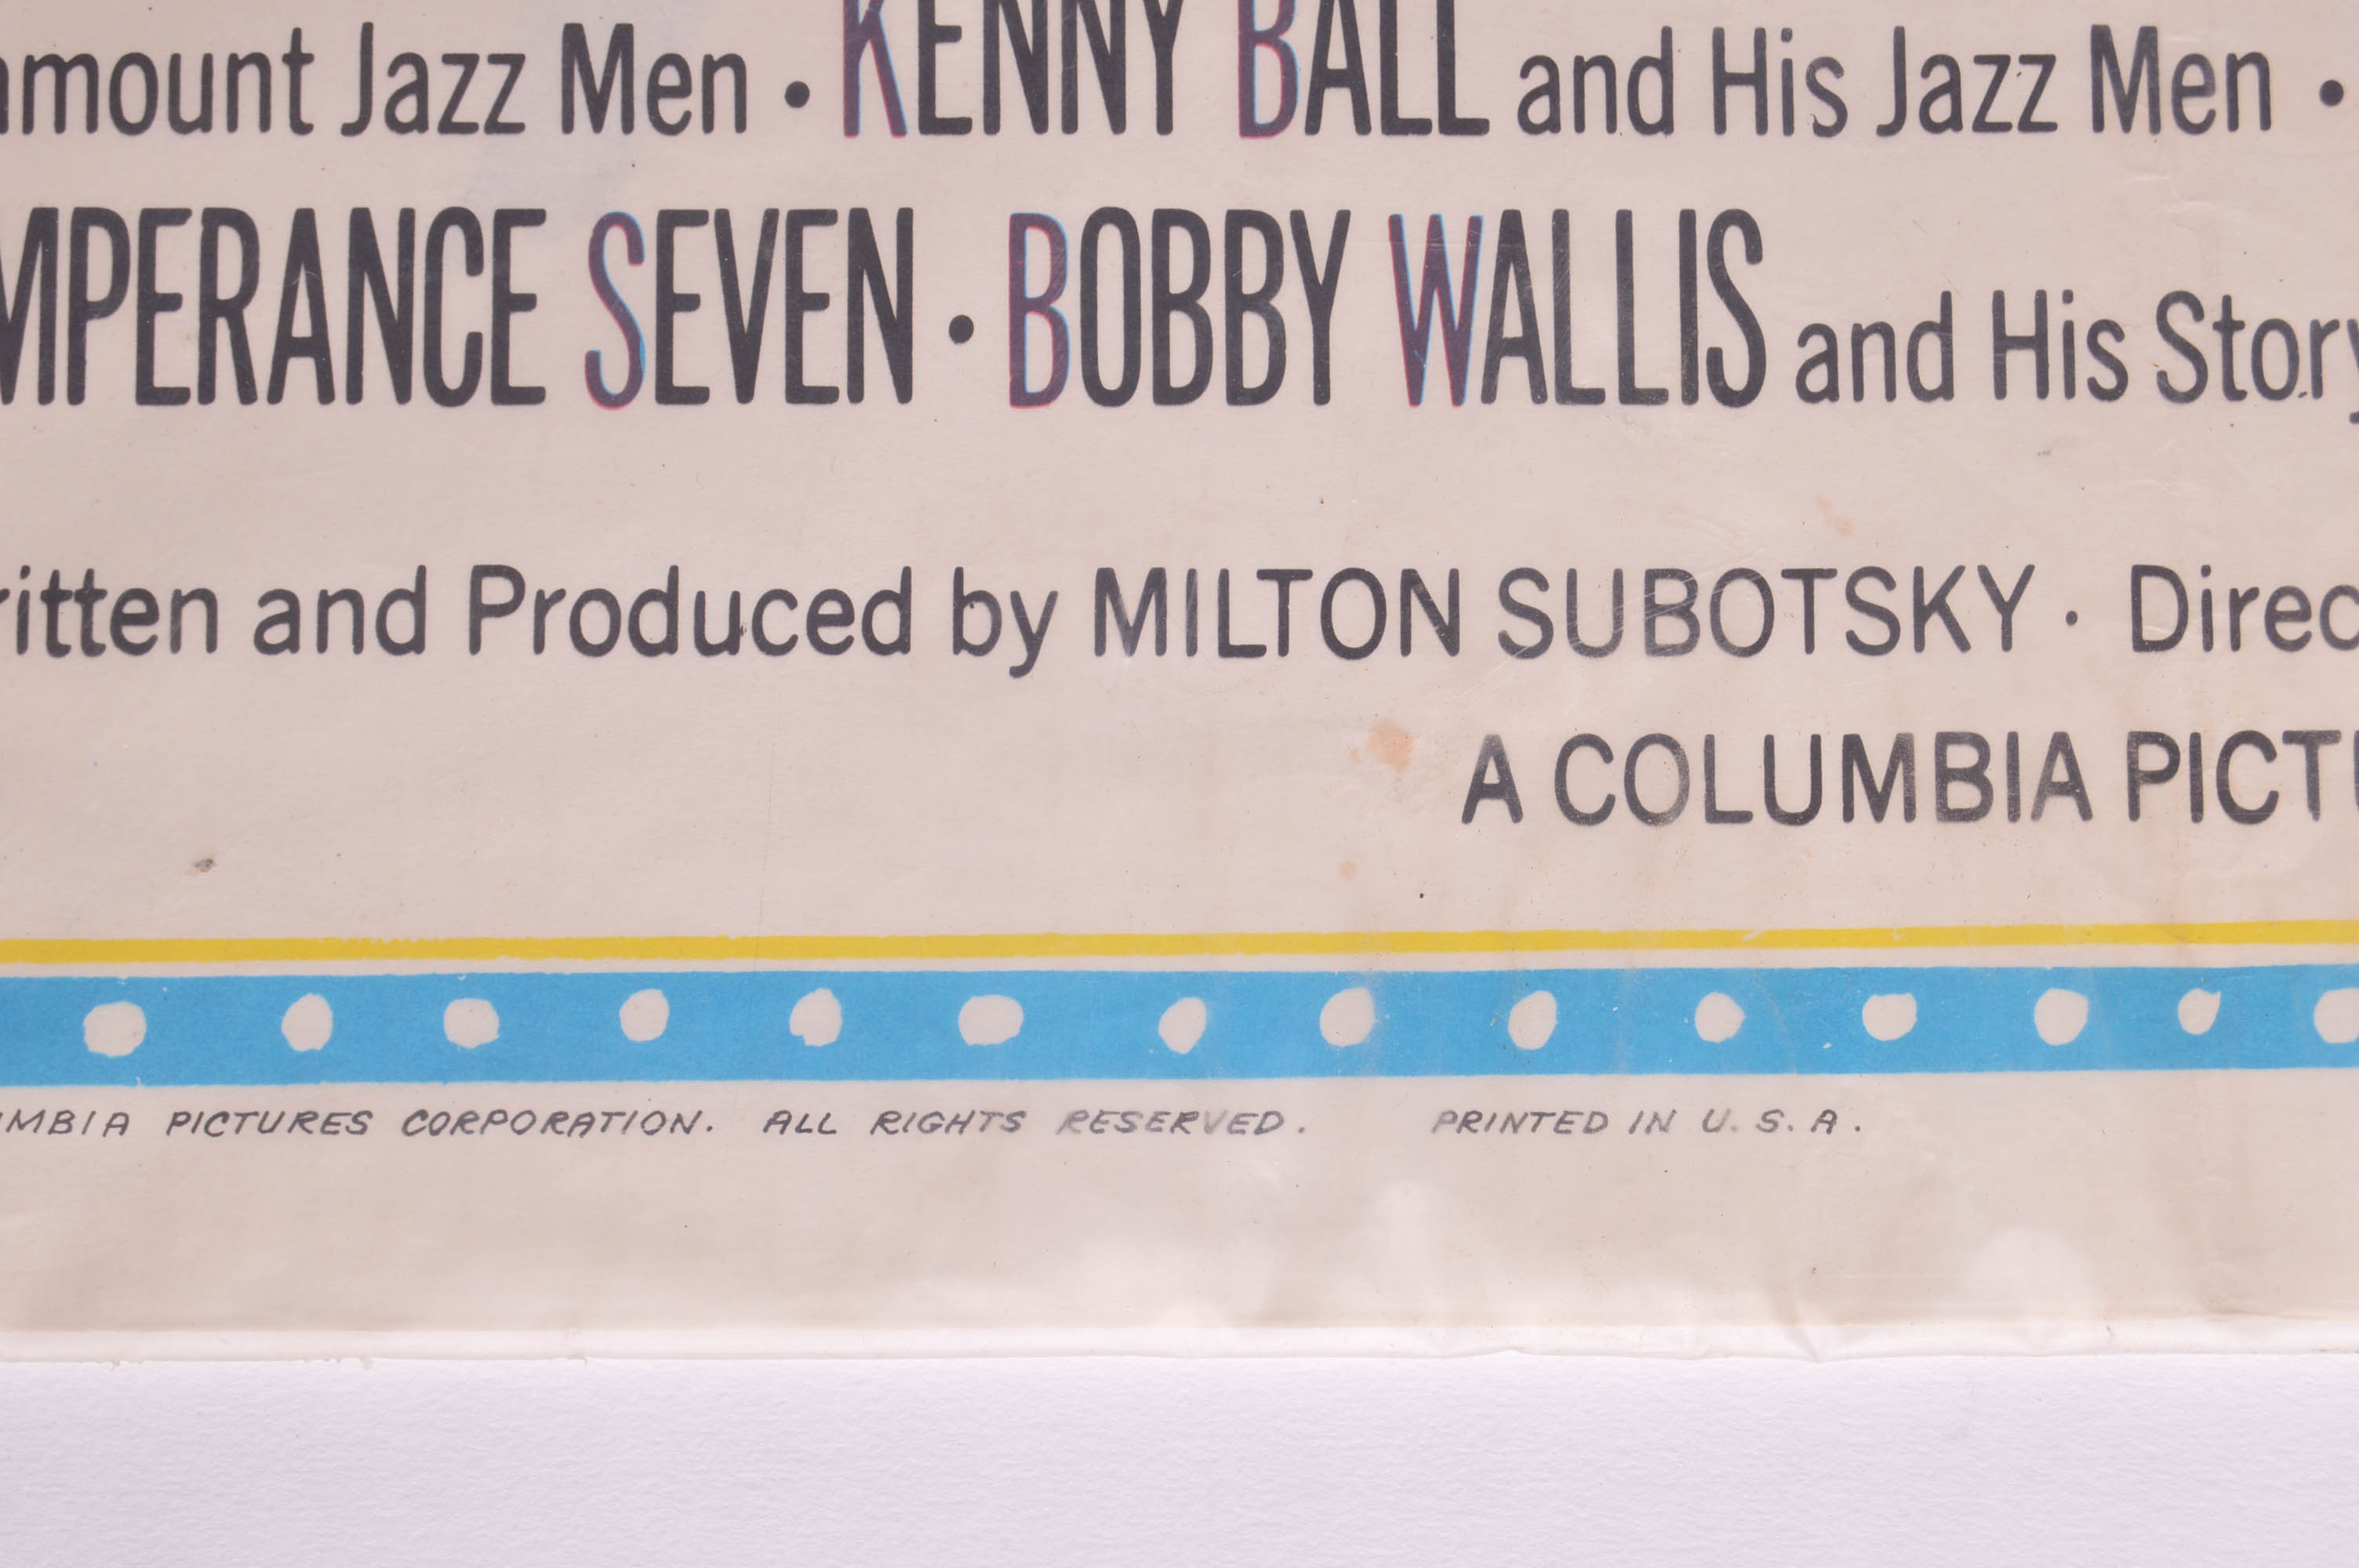 amount Jazz Men • KENNY BALL and His Jazz Men •
MPERANCE SEVEN • BOBBY WALLIS and His Story
ritten and Produced by MILTON SUBOTSKY · Direc
A COLUMBIA PICTU
UMBIA PICTURES CORPORATION. ALL RIGHTS RESERVED. PRINTED IN U.S.A.